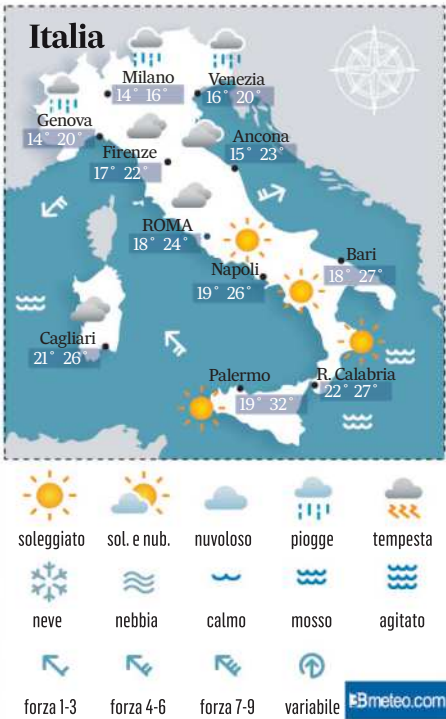 Italia
Milano
14° 16°
Venezia
16° 20°
Genova
14° 20°
Firenze
17° 22°
Ancona
15° 23°
ROMA
18° 24°
Napoli
19° 26°
Bari
18° 27°
Cagliari
21° 26°
Palermo
19° 32°
R. Calabria
22° 27°
soleggiato sol. e nub. nuvoloso piogge tempesta
neve nebbia calmo mosso agitato
forza 1-3 forza 4-6 forza 7-9 variabile
3Bmeteo.com